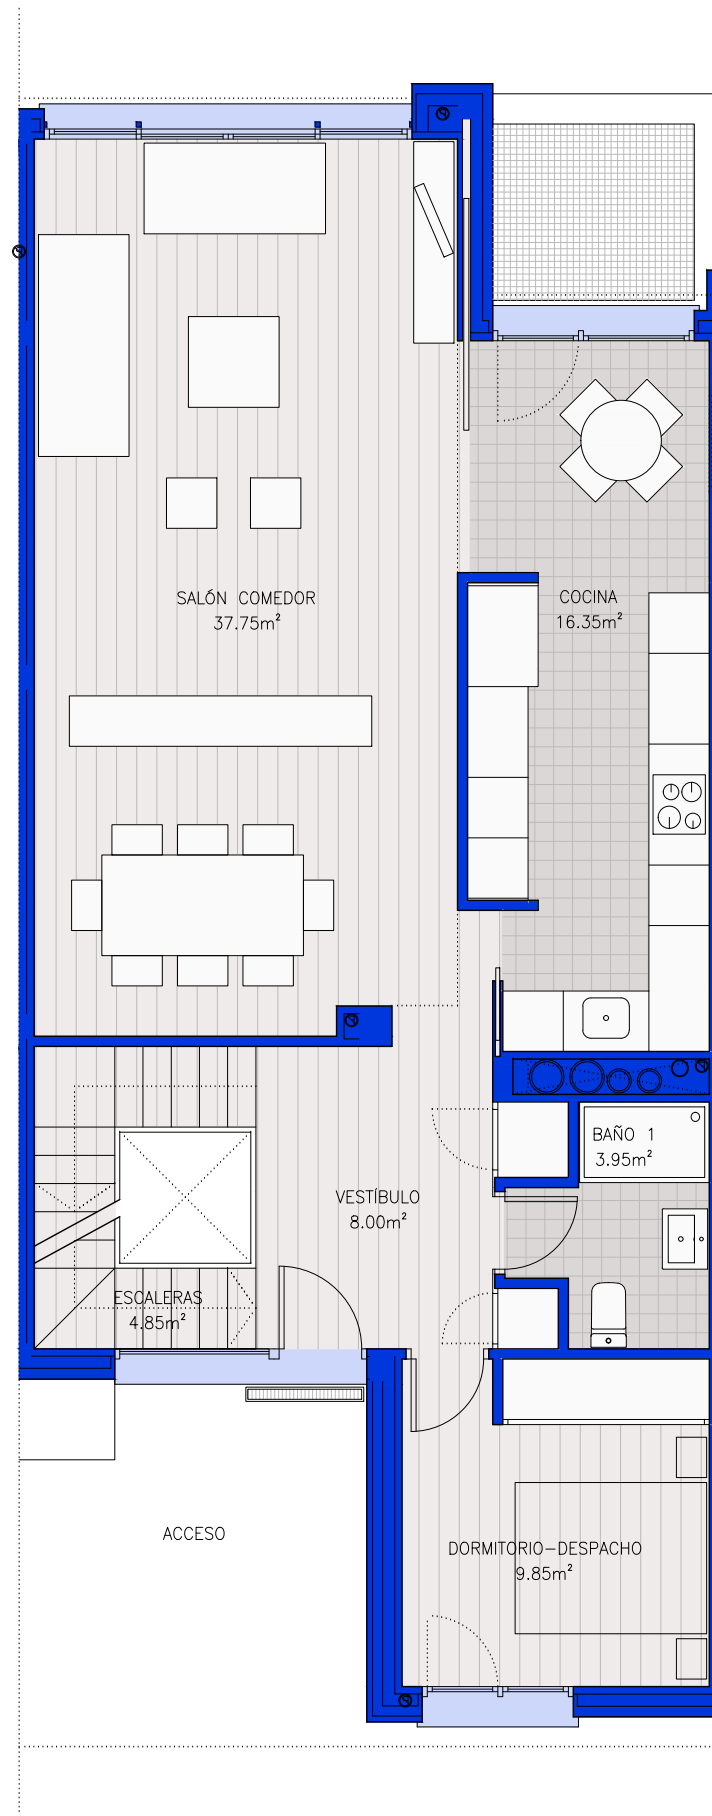 SALÓN COMEDOR
37.75m²
COCINA
16.35m²
BAÑO 1
3.95m²
VESTÍBULO
8.00m²
ESCALERAS
4.85m²
ACCESO
DORMITORIO-DESPACHO
9.85m²